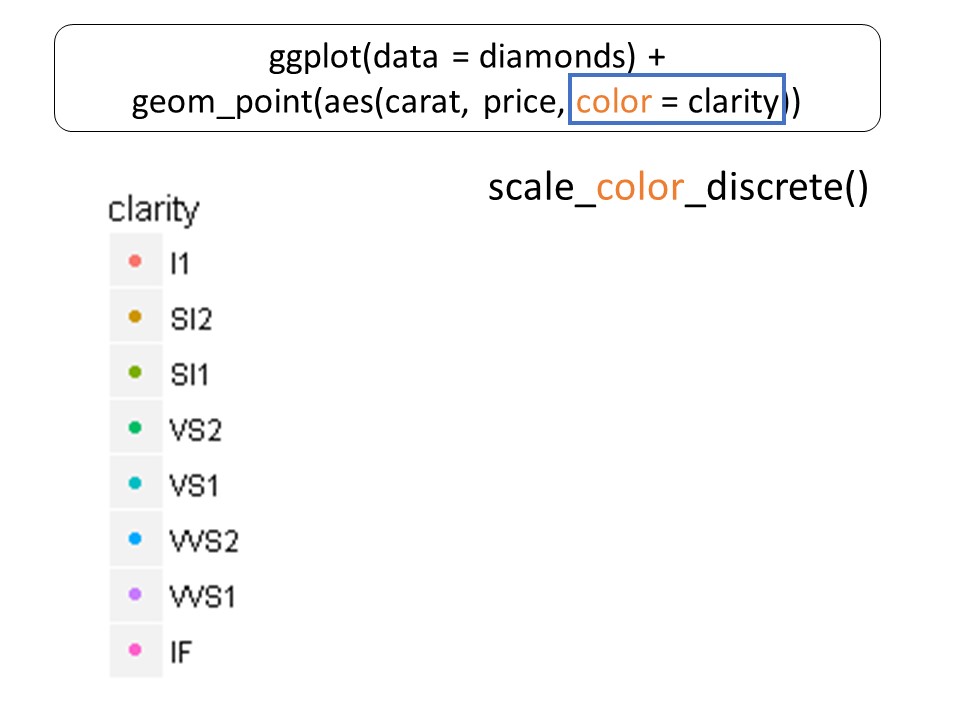 ggplot(data = diamonds) +
geom_point(aes(carat, price, color = clarity))
scale_color_discrete()
clarity
I1
SI2
SI1
VS2
VS1
VVS2
VVS1
IF